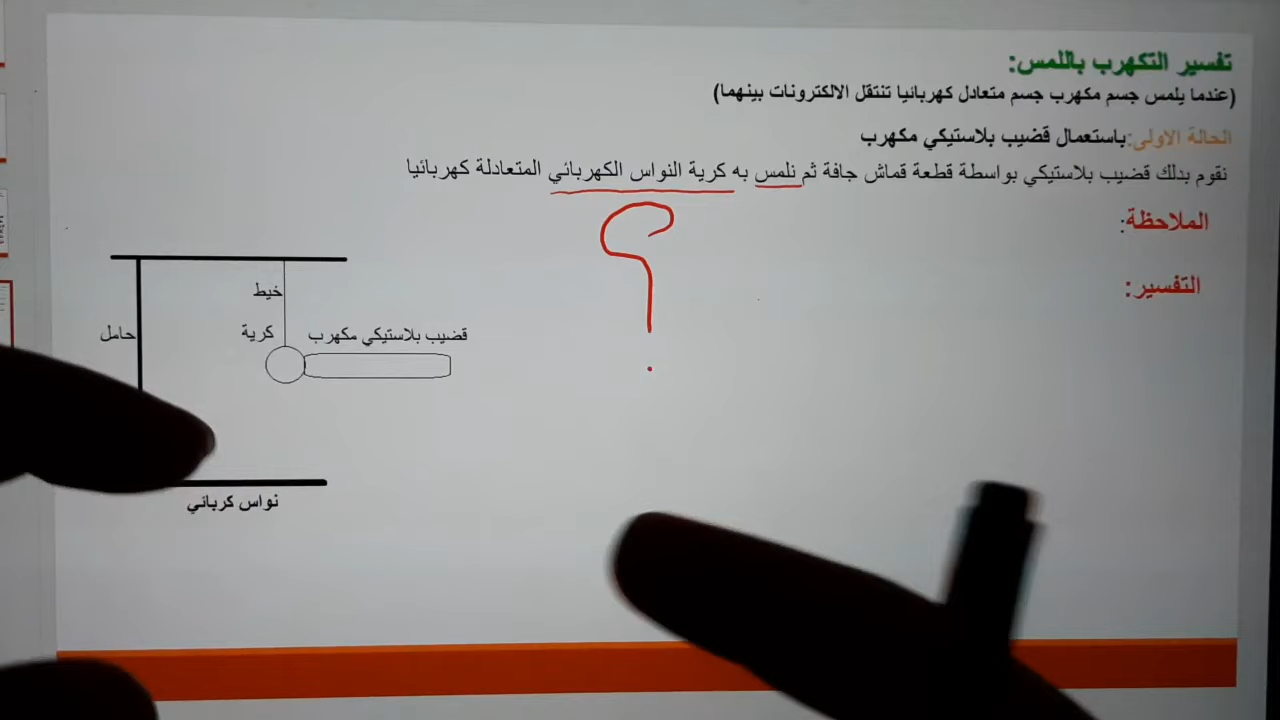 تفسير التكهرب باللمس:
(عندما يلمس جسم مكهرب جسم متعادل كهربائيا تنتقل الالكترونات بينهما)
الحالة الاولى:باستعمال قضيب بلاستيكي مكهرب
نقوم بدلك قضيب بلاستيكي بواسطة قطعة قماش جافة ثم نلمس به كرية النواس الكهربائي المتعادلة كهربائيا
الملاحظة:
؟
التفسير:
خيط
حامل
كرية
قضيب بلاستيكي مكهرب
نواس كربائي